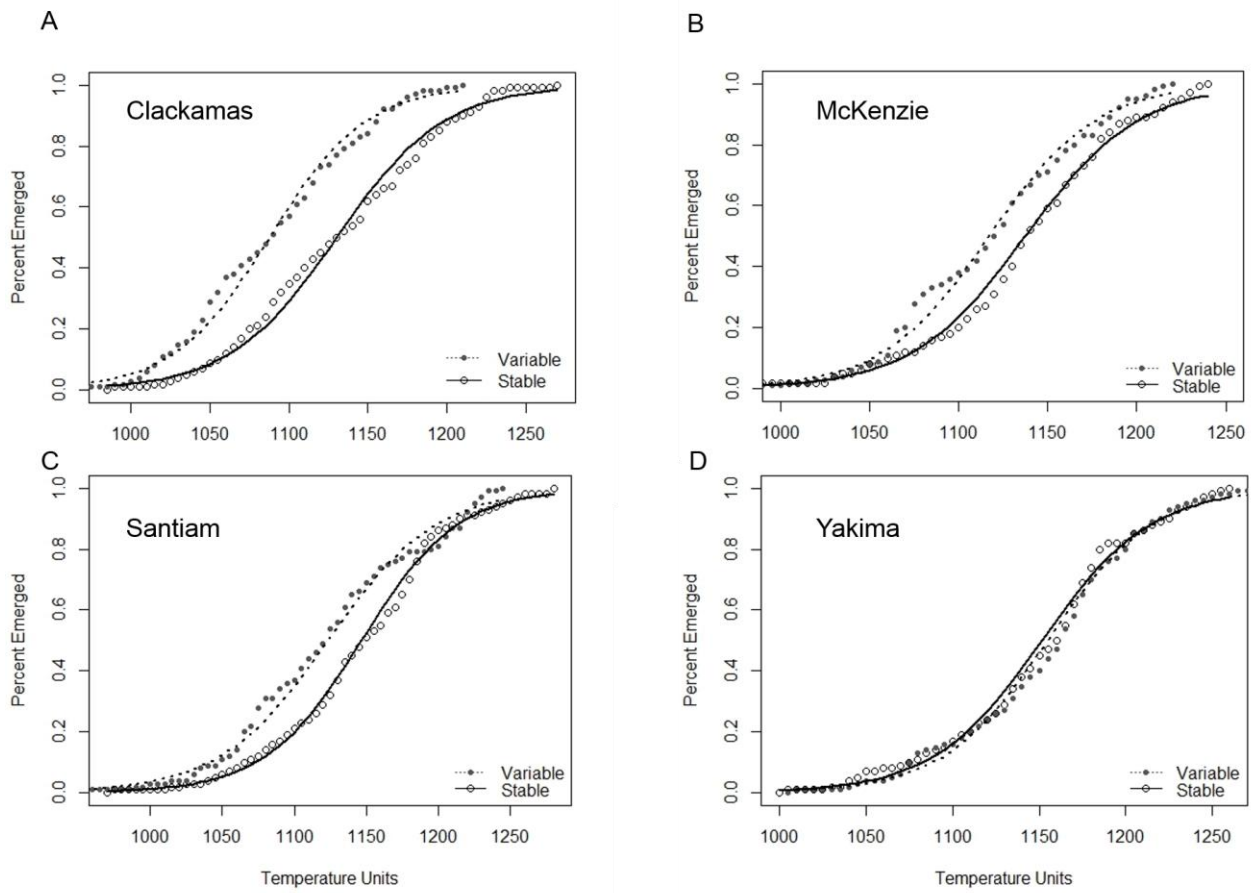 A
Clackamas
Percent Emerged
0.0 0.2 0.4 0.6 0.8 1.0
Variable
Stable
1000 1050 1100 1150 1200 1250
B
McKenzie
Percent Emerged
0.0 0.2 0.4 0.6 0.8 1.0
Variable
Stable
1000 1050 1100 1150 1200 1250
C
Santiam
Percent Emerged
0.0 0.2 0.4 0.6 0.8 1.0
Variable
Stable
1000 1050 1100 1150 1200 1250
Temperature Units
D
Yakima
Percent Emerged
0.0 0.2 0.4 0.6 0.8 1.0
Variable
Stable
1000 1050 1100 1150 1200 1250
Temperature Units